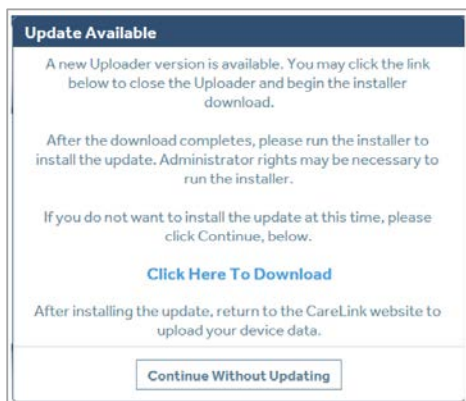 Update Available
A new Uploader version is available. You may click the link
below to close the Uploader and begin the installer
download.
After the download completes, please run the installer to
install the update. Administrator rights may be necessary to
run the installer.
If you do not want to install the update at this time, please
click Continue, below.
Click Here To Download
After installing the update, return to the CareLink website to
upload your device data.
Continue Without Updating